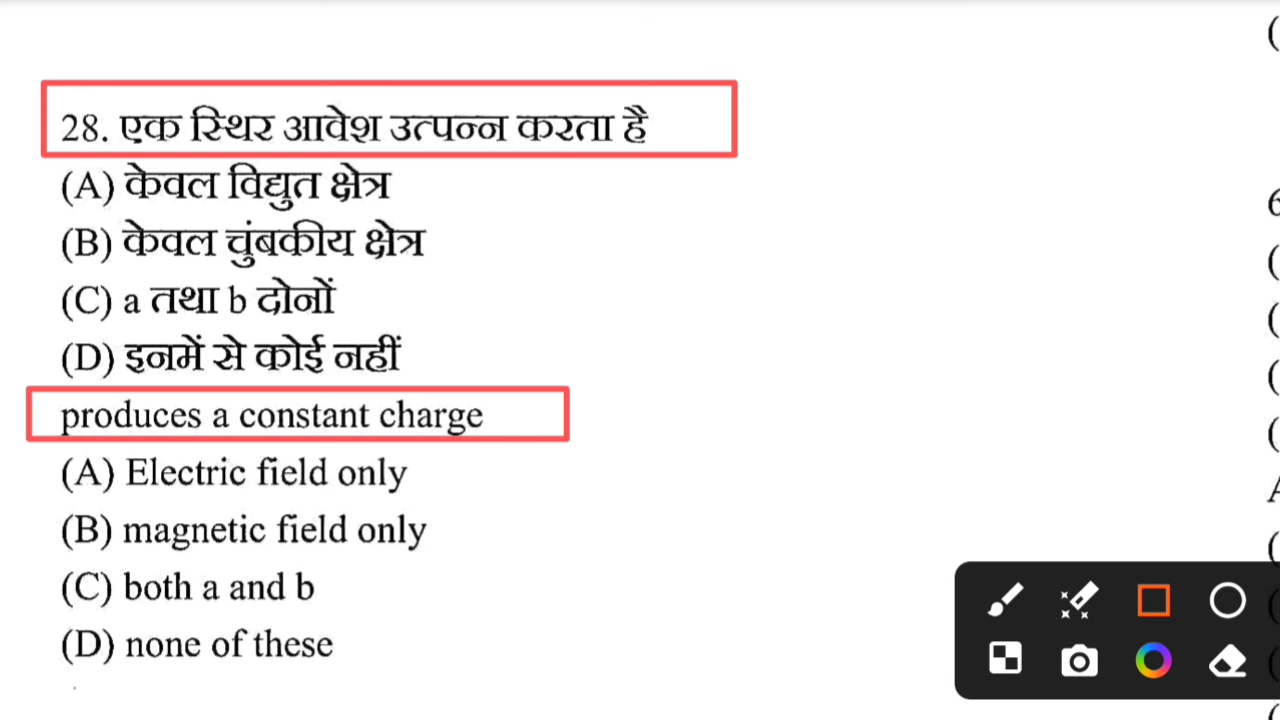 28. एक स्थिर आवेश उत्पन्न करता है
(A) केवल विद्युत क्षेत्र
(B) केवल चुंबकीय क्षेत्र
(C) a तथा b दोनों
(D) इनमें से कोई नहीं
produces a constant charge
(A) Electric field only
(B) magnetic field only
(C) both a and b
(D) none of these